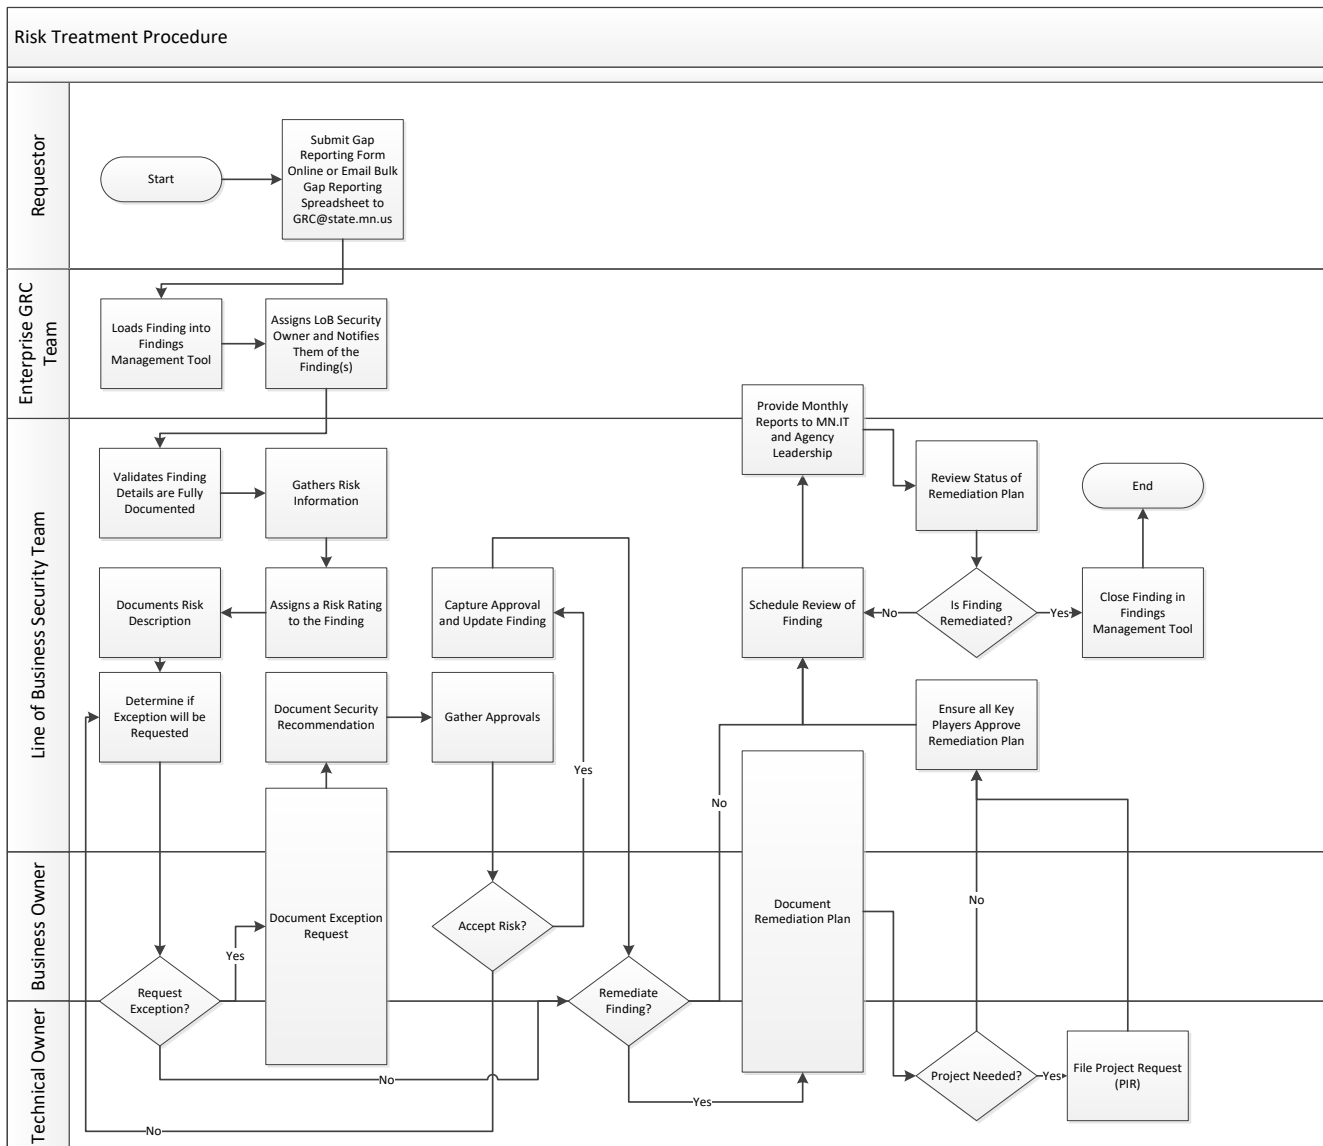 Risk Treatment Procedure
Requestor
Start
Submit Gap
Reporting Form
Online or Email Bulk
Gap Reporting
Spreadsheet to
GRC@state.mn.us
Enterprise GRC
Team
Loads Finding into
Findings
Management Tool
Assigns LoB Security
Owner and Notifies
Them of the
Finding(s)
Provide Monthly
Reports to MN.IT
and Agency
Leadership
Line of Business Security Team
Validates Finding
Details are Fully
Documented
Gathers Risk
Information
Review Status of
Remediation Plan
End
Documents Risk
Description
Assigns a Risk Rating
to the Finding
Capture Approval
and Update Finding
Schedule Review of
Finding
No
Is Finding
Remediated?
Yes
Close Finding in
Findings
Management Tool
Determine if
Exception will be
Requested
Document Security
Recommendation
Gather Approvals
Yes
Ensure all Key
Players Approve
Remediation Plan
No
Business Owner
Document Exception
Request
Accept Risk?
Document
Remediation Plan
No
Yes
Request
Exception?
Remediate
Finding?
Technical Owner
No
Yes
No
Project Needed?
Yes
File Project Request
(PIR)